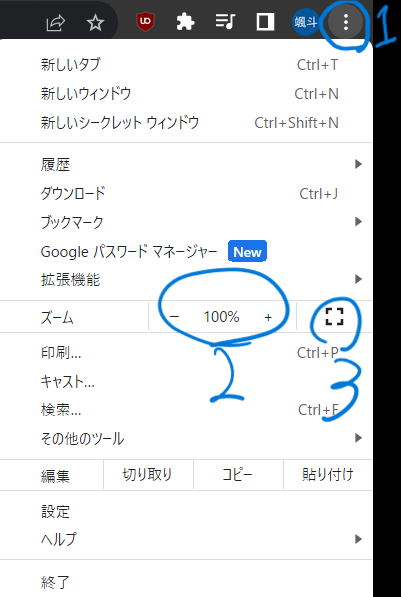 UD 颯斗 1
新しいタブ Ctrl+T
新しいウィンドウ Ctrl+N
新しいシークレット ウィンドウ Ctrl+Shift+N
履歴
ダウンロード Ctrl+J
ブックマーク
Google パスワード マネージャー New
拡張機能
ズーム − 100% +
印刷... Ctrl+P
キャスト...
2 3
検索... Ctrl+F
その他のツール
編集 切り取り コピー 貼り付け
設定
ヘルプ
終了